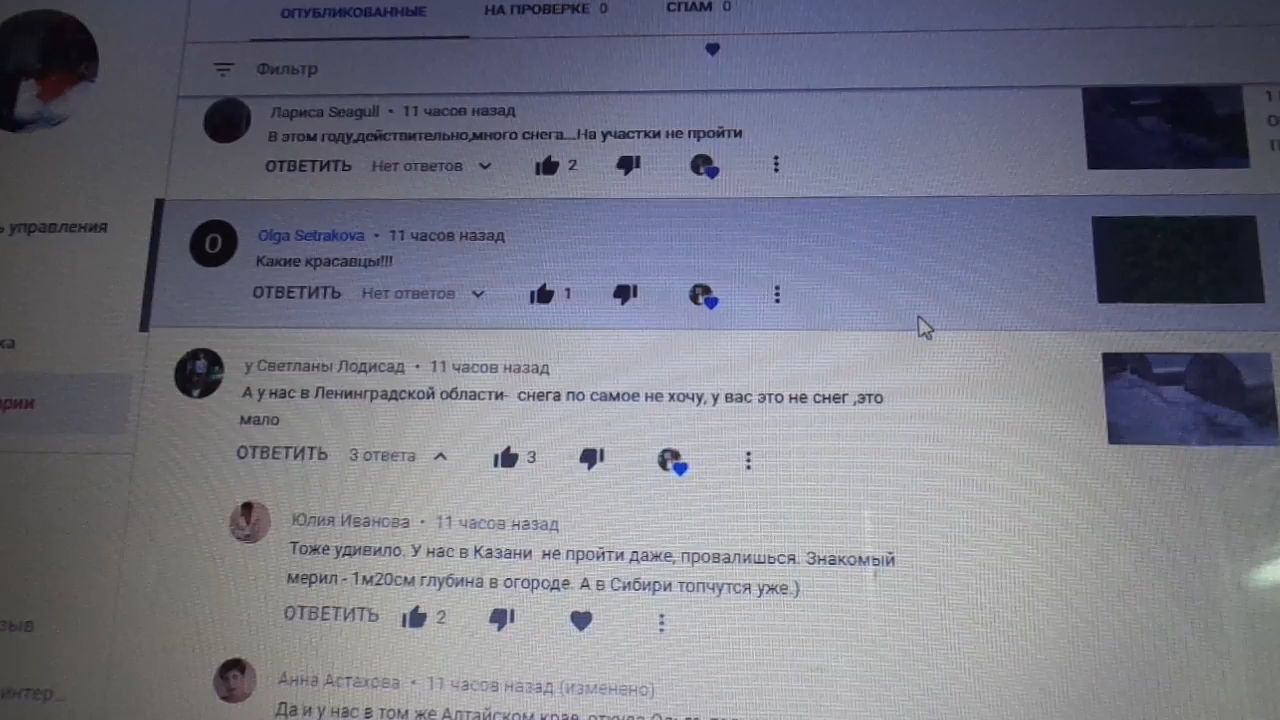 ОПУБЛИКОВАННЫЕ НА ПРОВЕРКЕ 0 СПАМ 0
Фильтр
Лариса Seagull • 11 часов назад
В этом году,действительно,много снега....На участки не пройти
ОТВЕТИТЬ Нет ответов 2
управления
O
Olga Setrakova • 11 часов назад
Какие красавцы!!!
ОТВЕТИТЬ Нет ответов 1
у Светланы Лодисад • 11 часов назад
А у нас в Ленинградской области- снега по самое не хочу, у вас это не снег ,это
мало
ОТВЕТИТЬ 3 ответа 3
Юлия Иванова • 11 часов назад
Тоже удивило. У нас в Казани не пройти даже, провалишься. Знакомый
мерил - 1м20см глубина в огороде. А в Сибири топчутся уже.)
ОТВЕТИТЬ 2
Анна Астахова • 11 часов назад (изменено)
Да и у нас в том же Алтайском крае, откуда